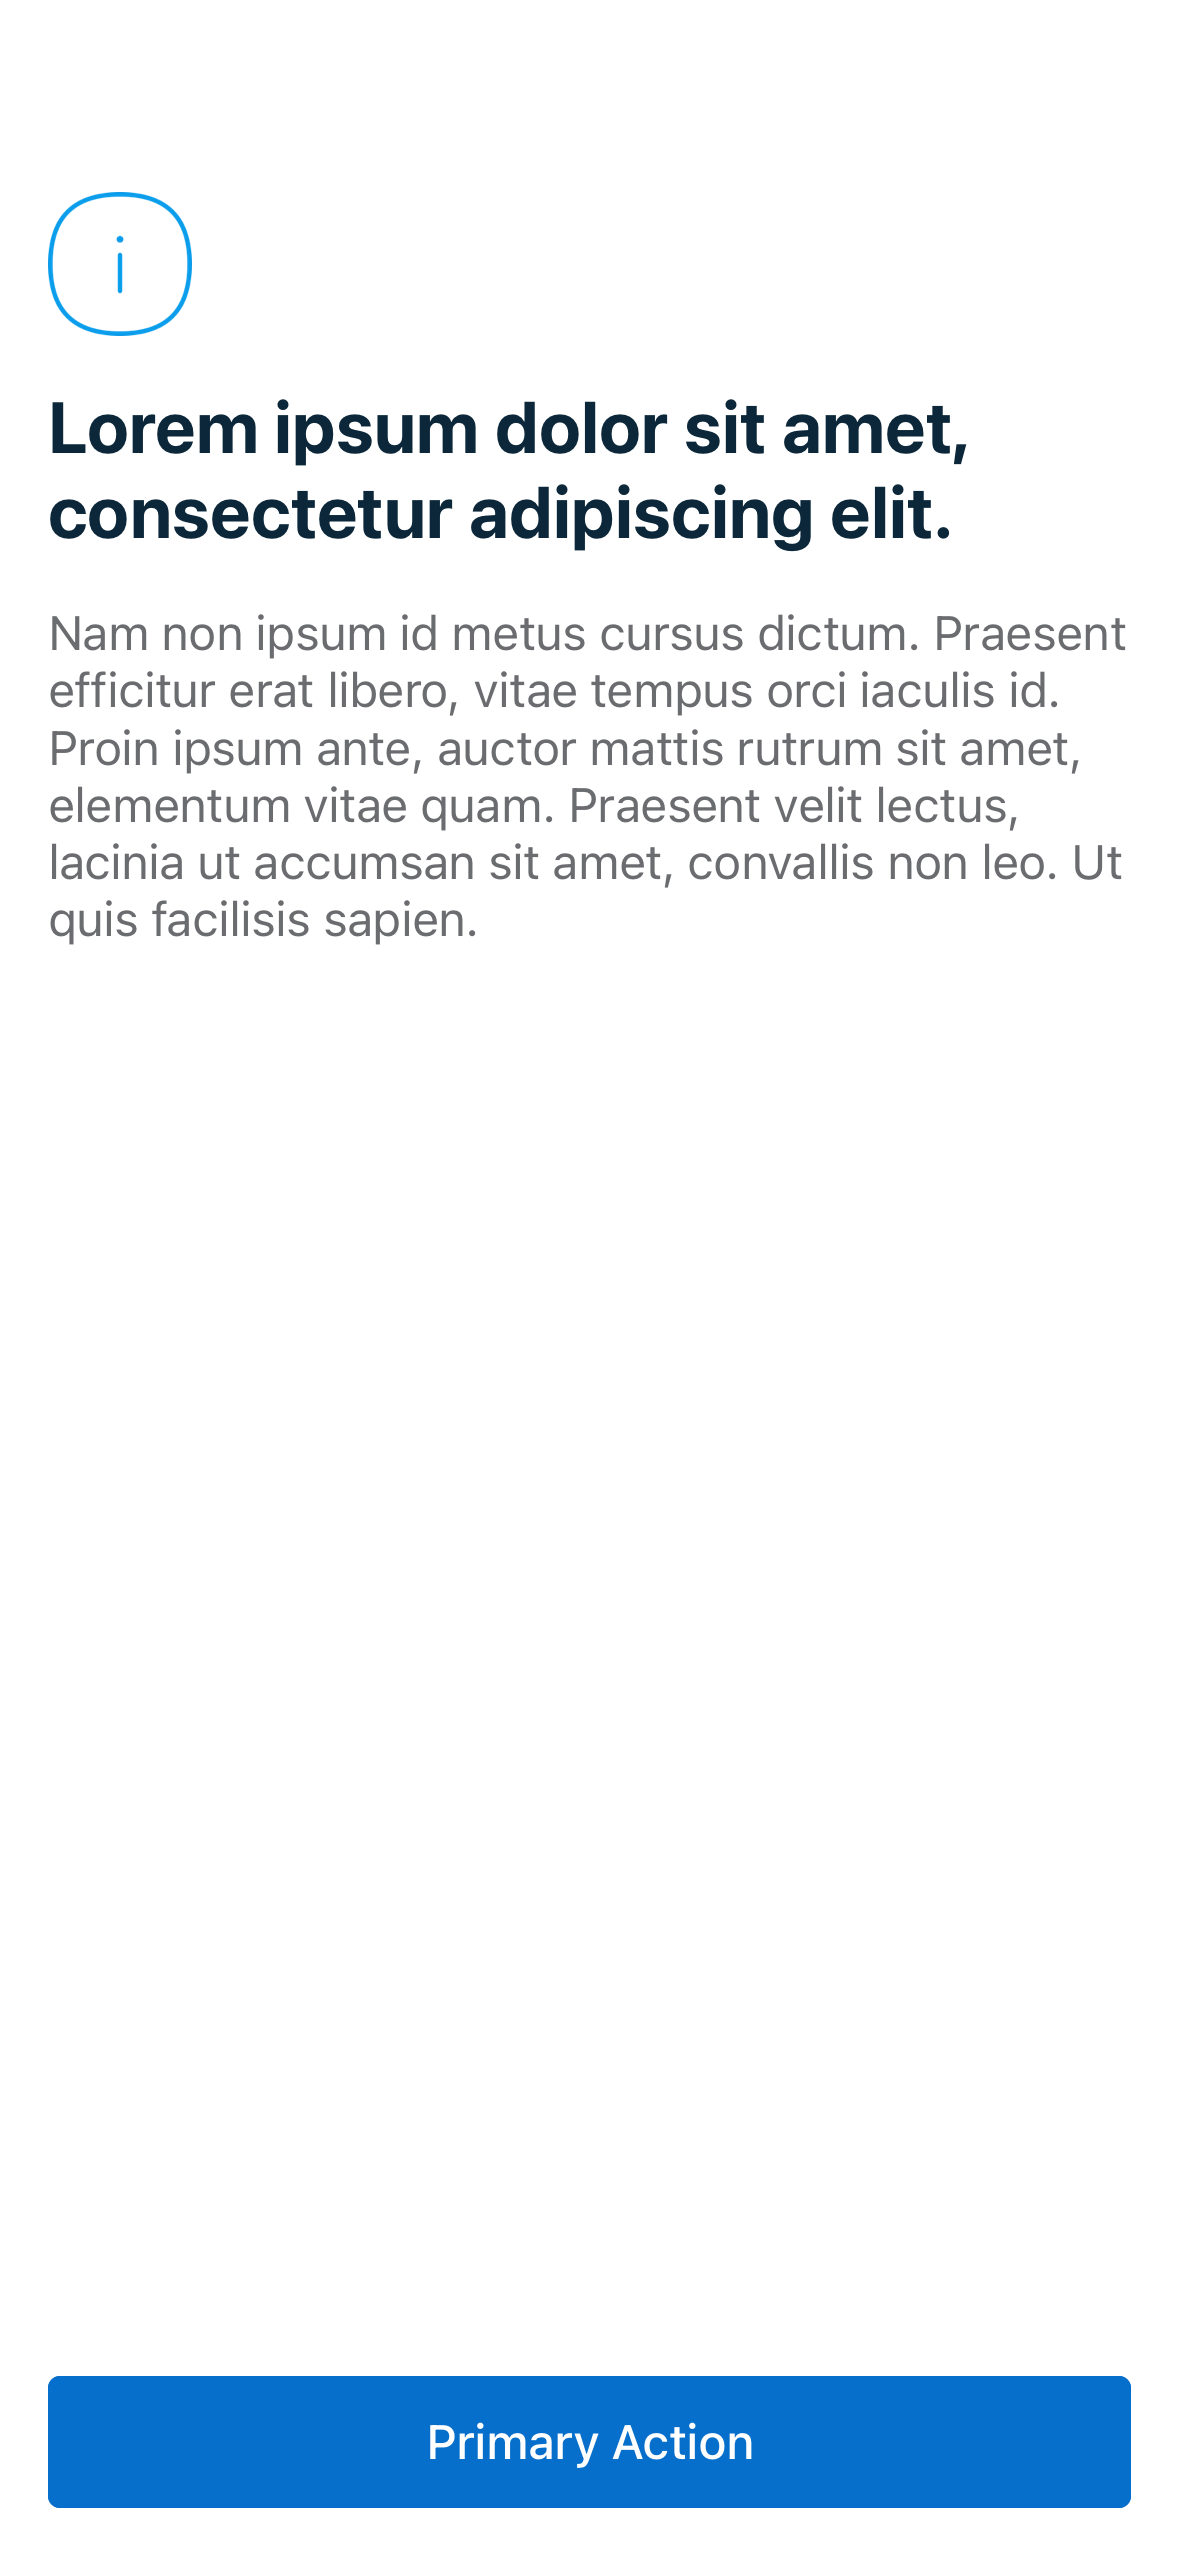 Lorem ipsum dolor sit amet,
consectetur adipiscing elit.
Nam non ipsum id metus cursus dictum. Praesent
efficitur erat libero, vitae tempus orci iaculis id.
Proin ipsum ante, auctor mattis rutrum sit amet,
elementum vitae quam. Praesent velit lectus,
lacinia ut accumsan sit amet, convallis non leo. Ut
quis facilisis sapien.
Primary Action